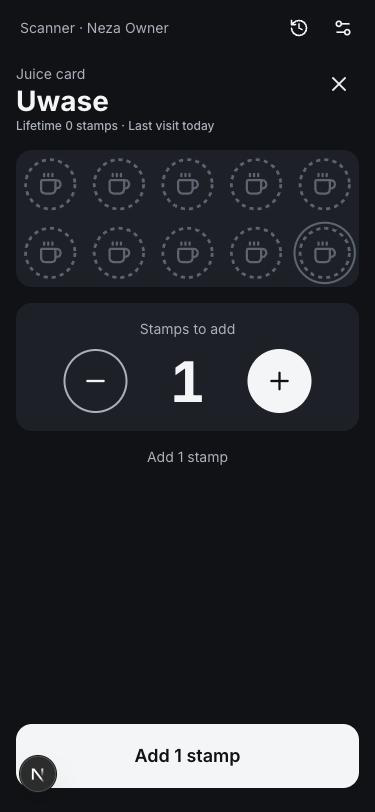 Scanner · Neza Owner
Juice card
Uwase
Lifetime 0 stamps · Last visit today
Stamps to add
1
Add 1 stamp
Add 1 stamp
N